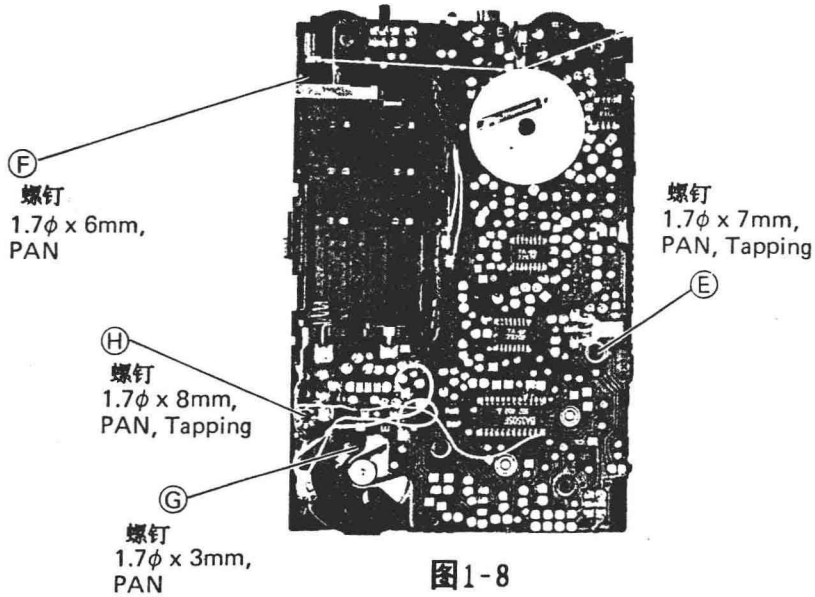 Ⓕ
螺钉
1.7ϕ x 6mm,
PAN
螺钉
1.7ϕ x 7mm,
PAN, Tapping
Ⓔ
Ⓗ
螺钉
1.7ϕ x 8mm,
PAN, Tapping
Ⓖ
螺钉
1.7ϕ x 3mm,
PAN
图1-8